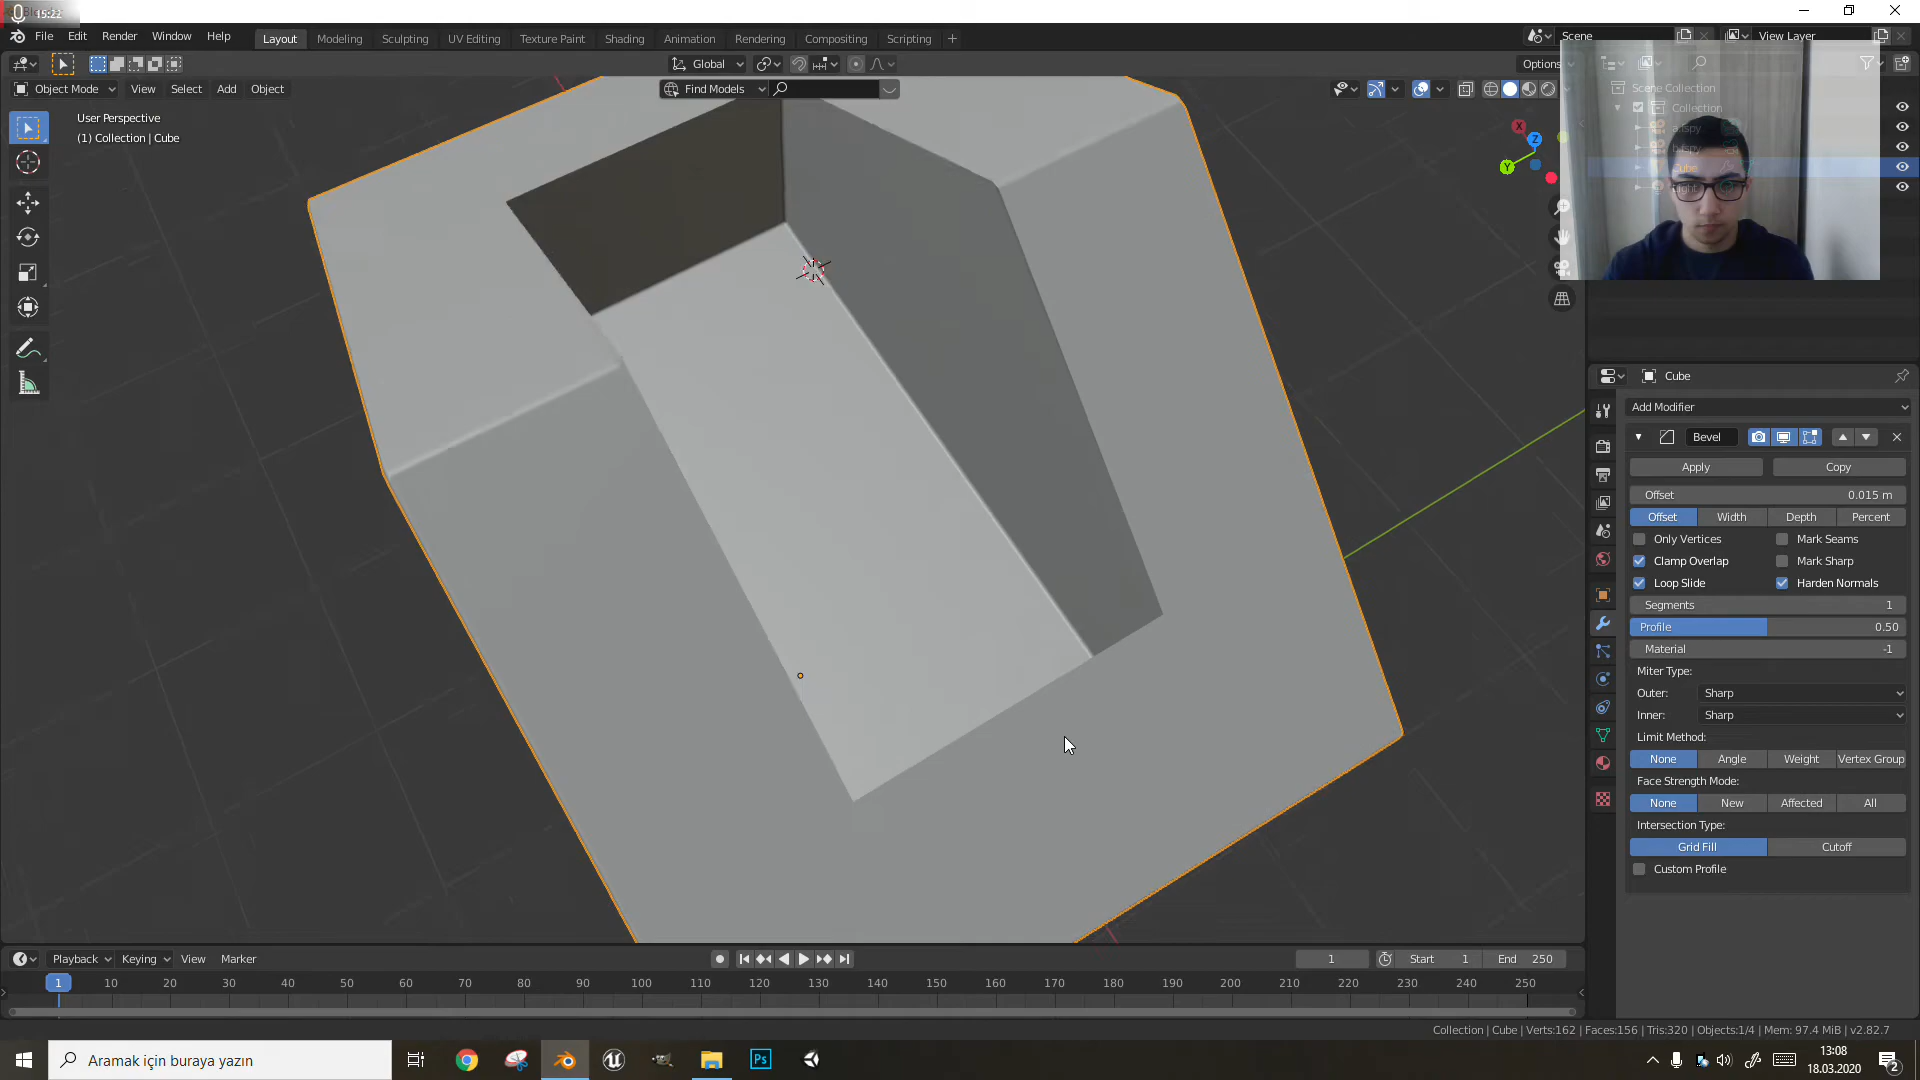 15:22
File Edit Render Window Help
Layout Modeling Sculpting UV Editing Texture Paint Shading Animation Rendering Compositing Scripting +
Scene
View Layer
Global
Options
Object Mode View Select Add Object
Find Models
User Perspective
(1) Collection | Cube
X
Z
Y
Scene Collection
Collection
a.fspy
b.fspy
Cube
Light
Cube
Add Modifier
Bevel
Apply Copy
Offset 0.015 m
Offset Width Depth Percent
Only Vertices Mark Seams
Clamp Overlap Mark Sharp
Loop Slide Harden Normals
Segments 1
Profile 0.50
Material -1
Miter Type:
Outer: Sharp
Inner: Sharp
Limit Method:
None Angle Weight Vertex Group
Face Strength Mode:
None New Affected All
Intersection Type:
Grid Fill Cutoff
Custom Profile
Playback Keying View Marker
1 Start 1 End 250
1 10 20 30 40 50 60 70 80 90 100 110 120 130 140 150 160 170 180 190 200 210 220 230 240 250
Collection | Cube | Verts:162 | Faces:156 | Tris:320 | Objects:1/4 | Mem: 97.4 MiB | v2.82.7
Aramak için buraya yazın
Ps
13:08
18.03.2020
2